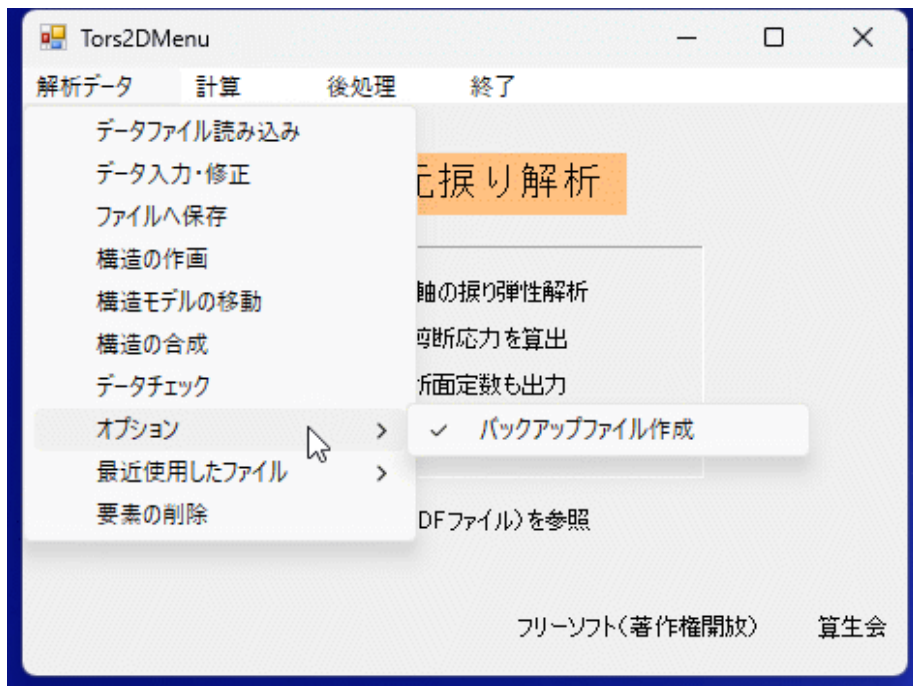 Tors2DMenu
解析データ 計算 後処理 終了
データファイル読み込み
データ入力・修正
ファイルへ保存
構造の作画
構造モデルの移動
構造の合成
データチェック
オプション
最近使用したファイル
要素の削除
バックアップファイル作成
元捩り解析
軸の捩り弾性解析
剪断応力を算出
断面定数も出力
DFファイル)を参照
フリーソフト(著作権開放) 算生会